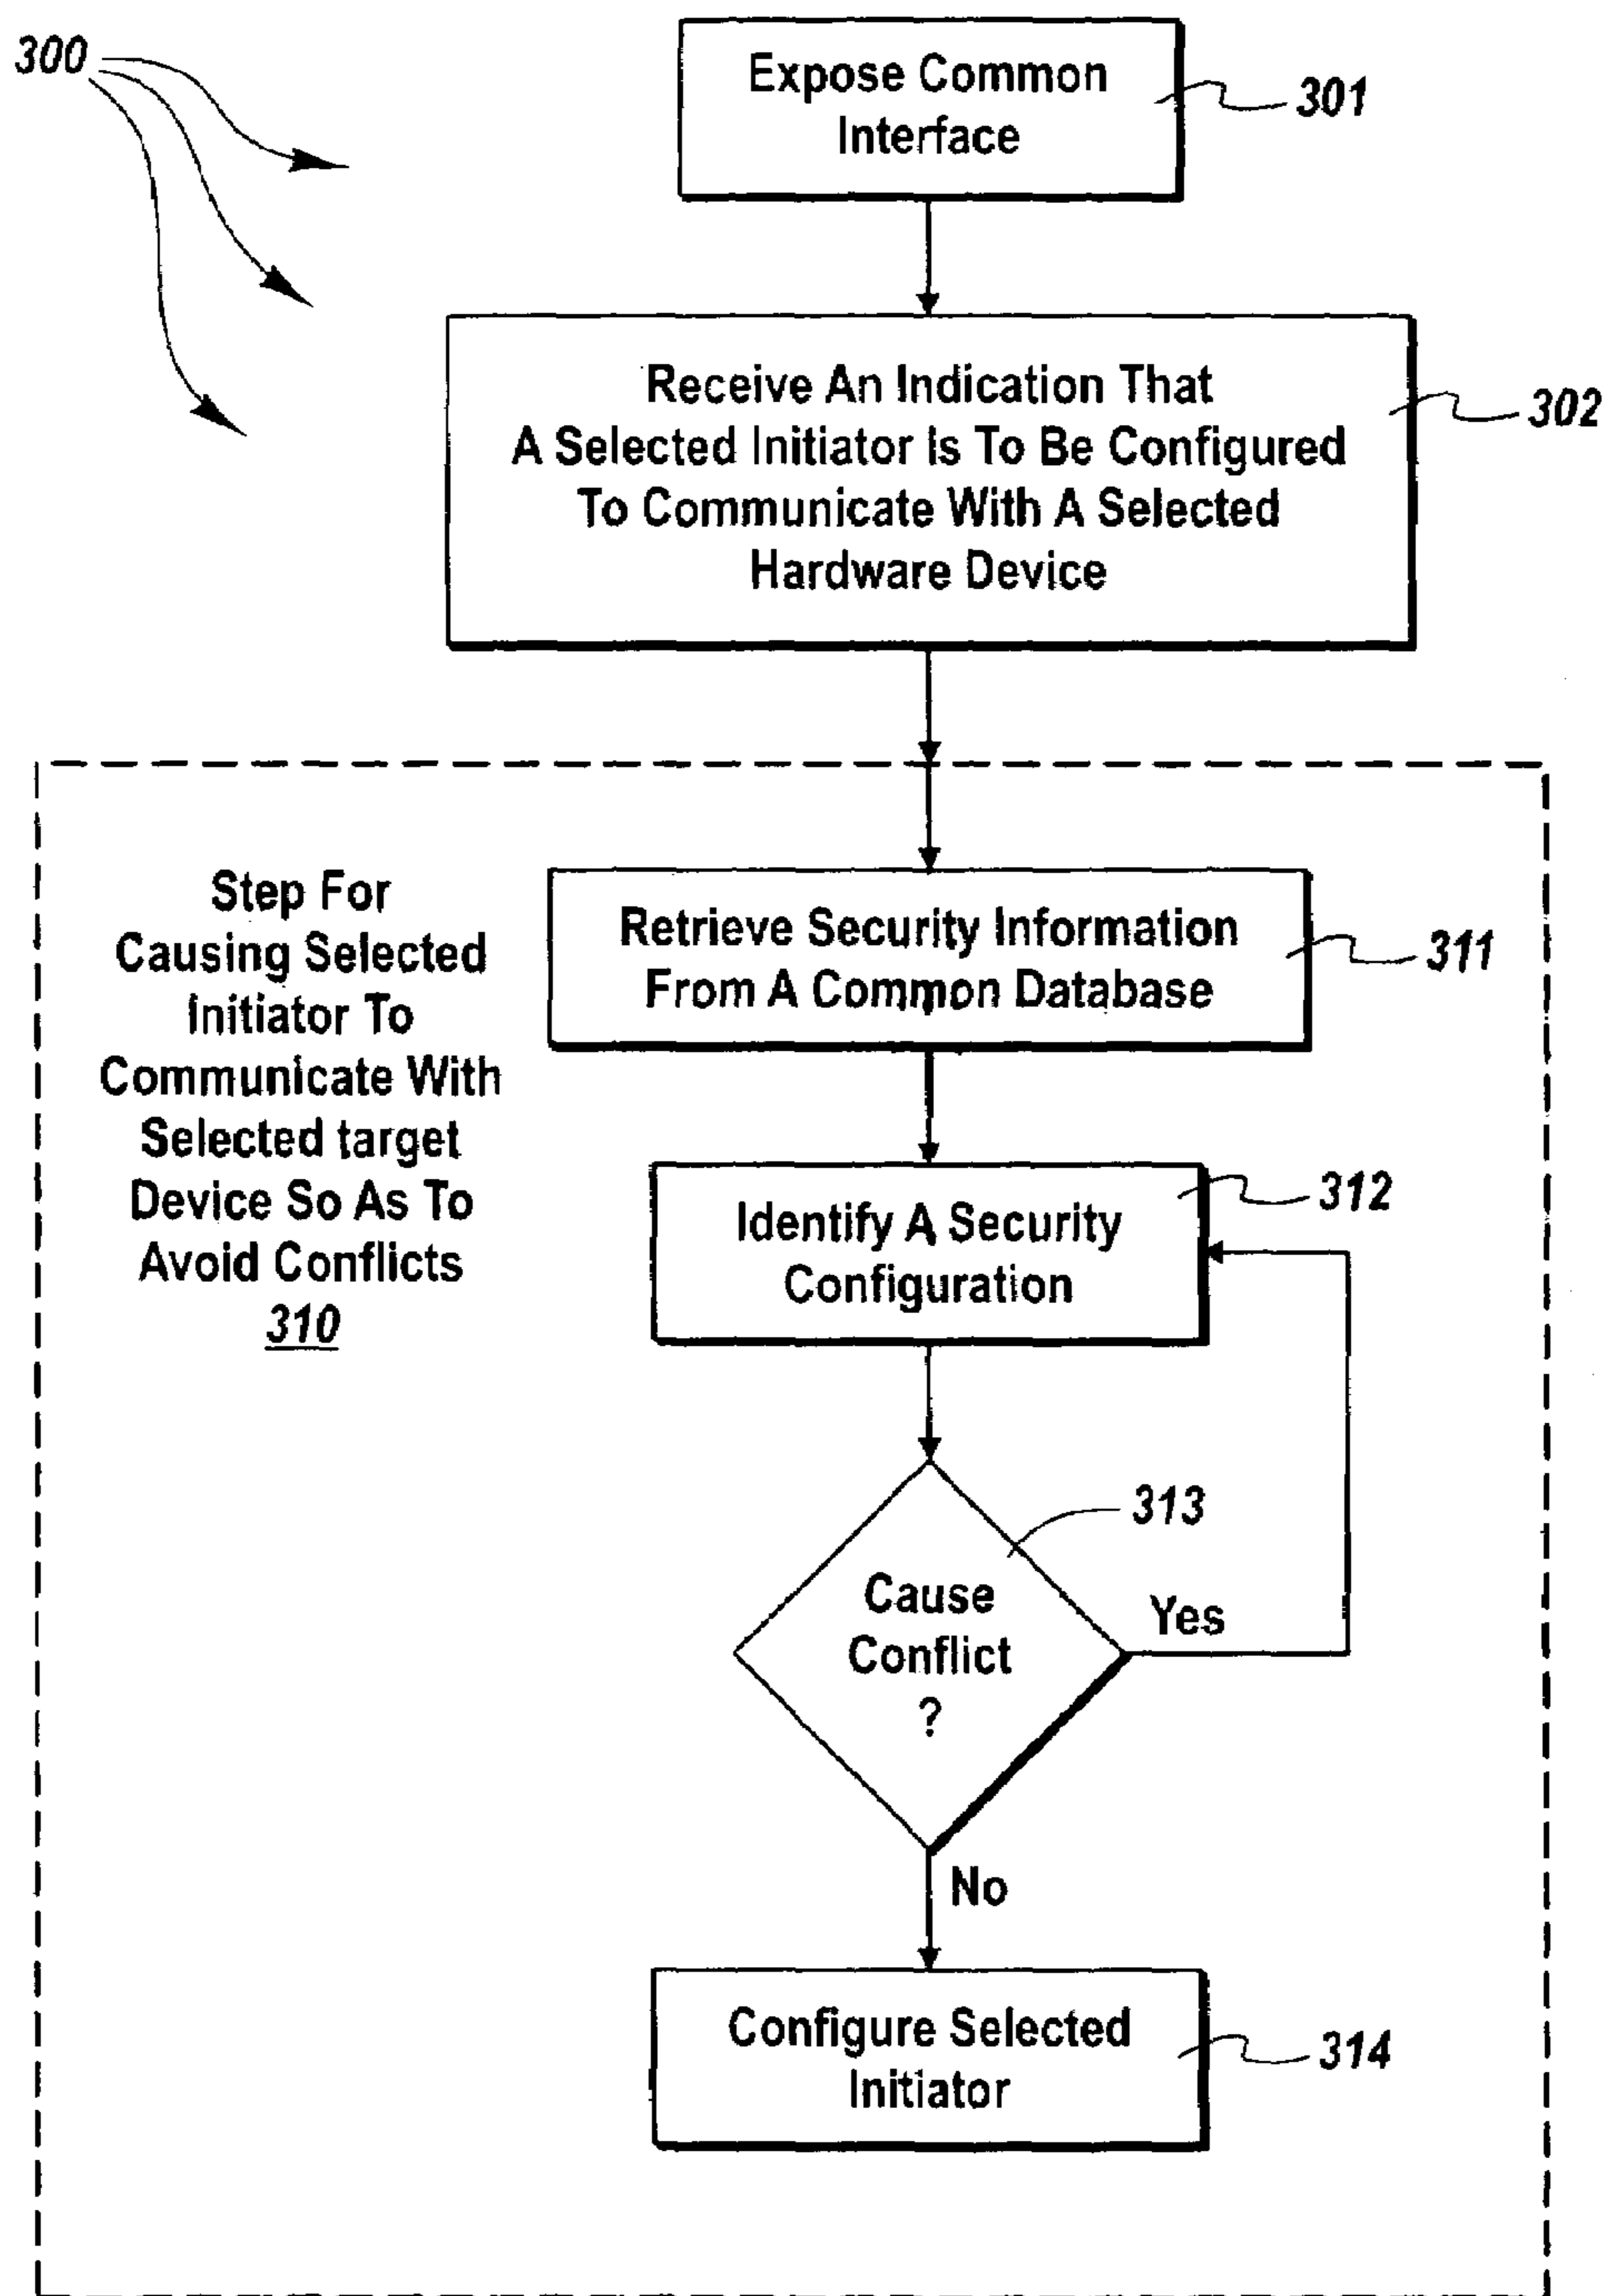 300
Expose Common
Interface
301
Receive An Indication That
A Selected Initiator Is To Be Configured
To Communicate With A Selected
Hardware Device
302
Step For
Causing Selected
Initiator To
Communicate With
Selected target
Device So As To
Avoid Conflicts
310
Retrieve Security Information
From A Common Database
311
Identify A Security
Configuration
312
Cause
Conflict
?
313
Yes
No
Configure Selected
Initiator
314